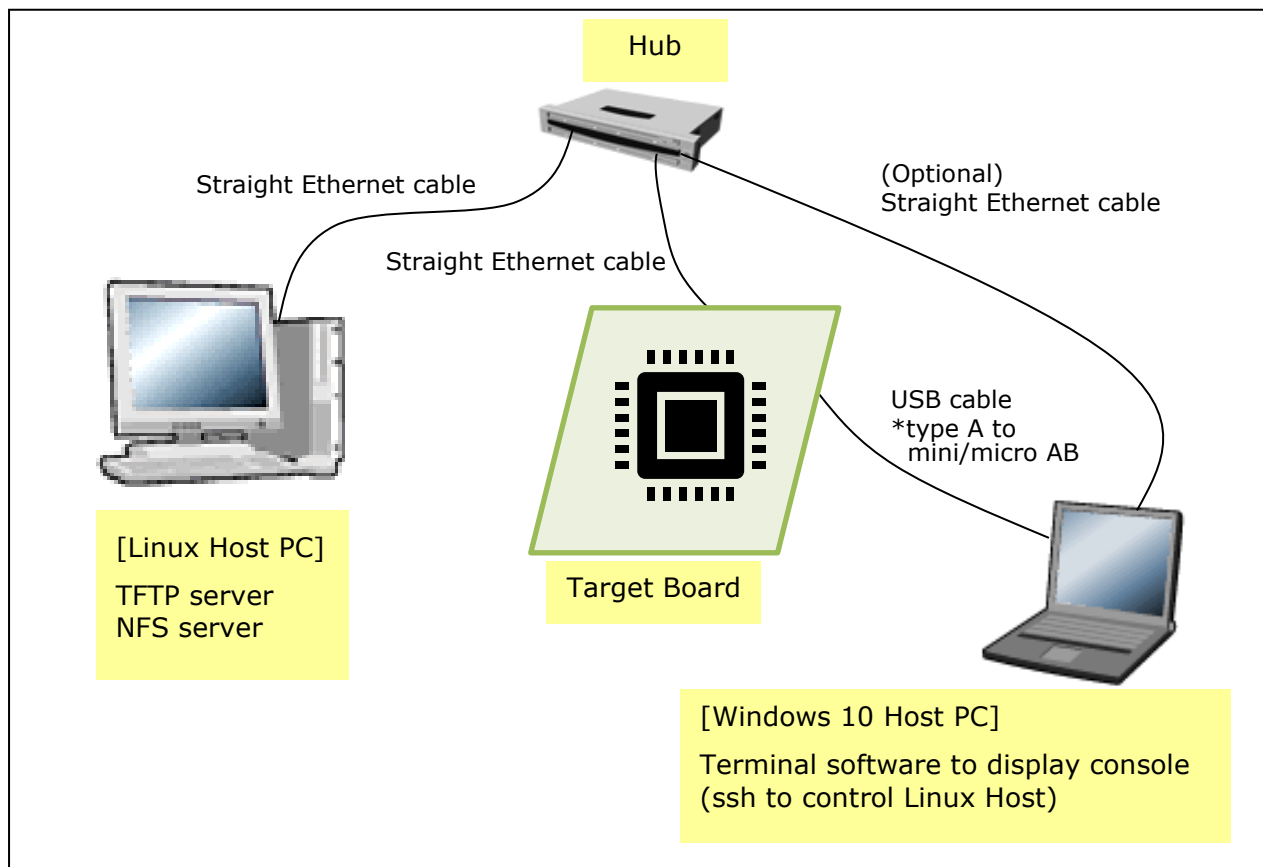 Hub
Straight Ethernet cable
(Optional)
Straight Ethernet cable
Straight Ethernet cable
USB cable
*type A to
mini/micro AB
[Linux Host PC]
TFTP server
NFS server
Target Board
[Windows 10 Host PC]
Terminal software to display console
(ssh to control Linux Host)